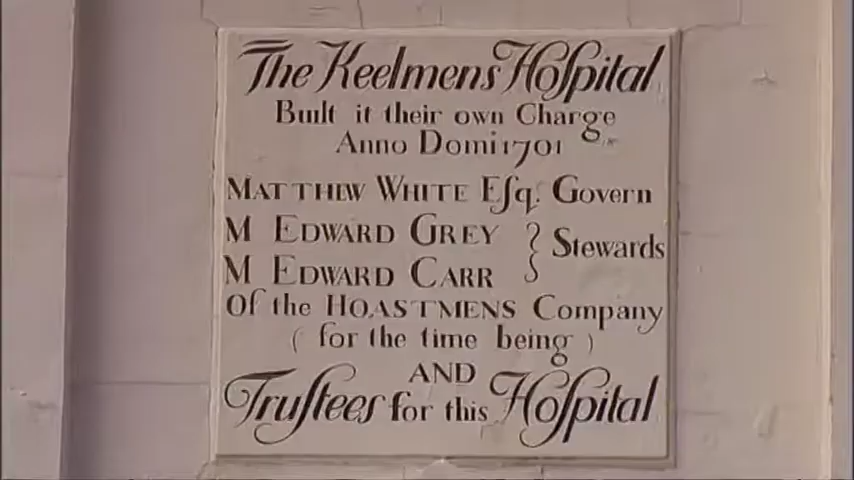 The Keelmens Hoſpital
Built it their own Charge
Anno Domi 1701
MATTHEW WHITE Eſq. Govern
M EDWARD GREY
M EDWARD CARR
} Stewards
Of the HOASTMENS Company
( for the time being )
AND
Truſtees for this Hoſpital